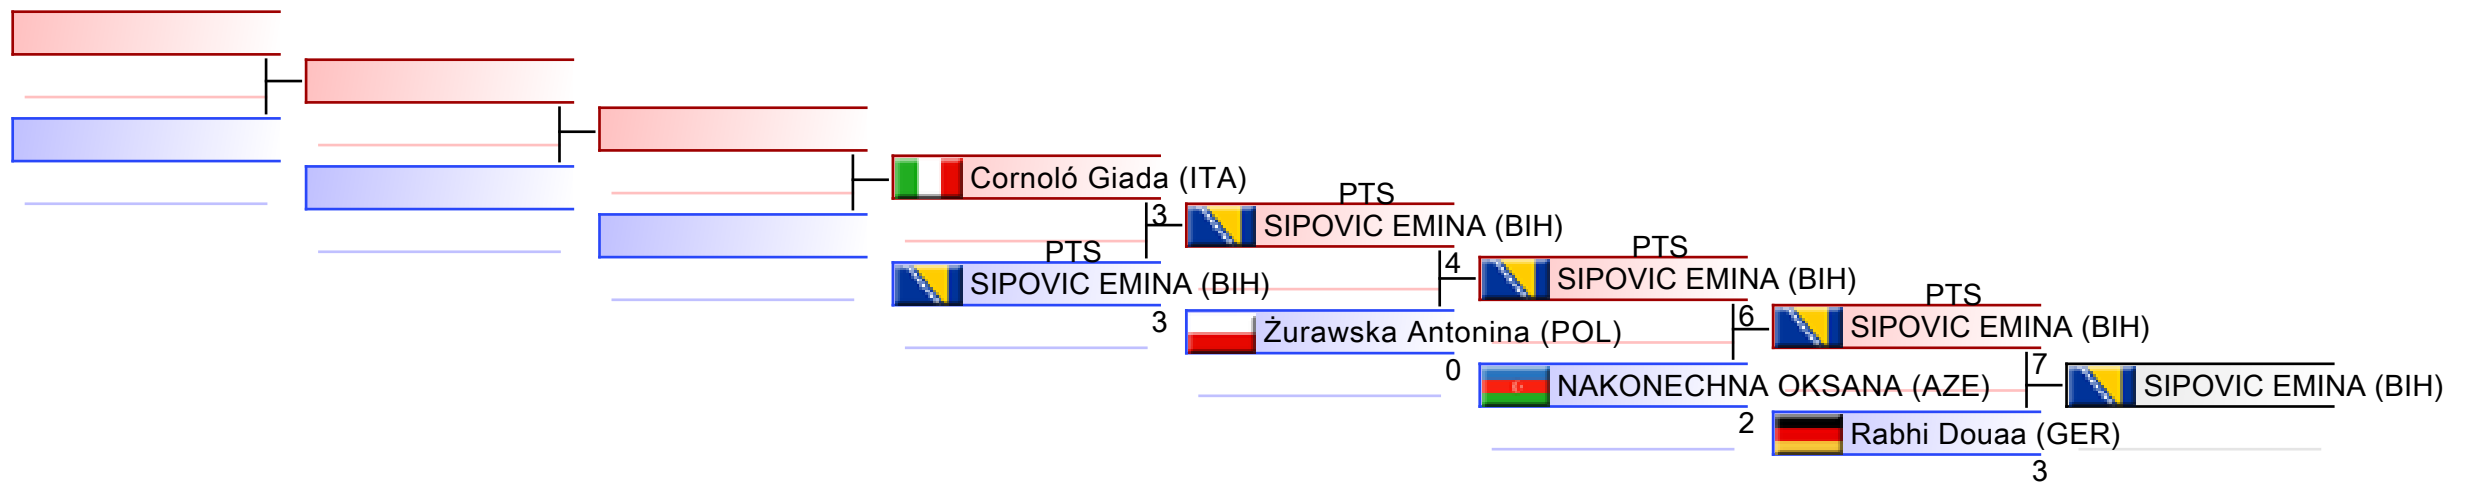 Cornoló Giada (ITA)
3
PTS
SIPOVIC EMINA (BIH)
3
PTS
SIPOVIC EMINA (BIH)
4
Żurawska Antonina (POL)
0
PTS
SIPOVIC EMINA (BIH)
6
NAKONECHNA OKSANA (AZE)
2
PTS
SIPOVIC EMINA (BIH)
7
Rabhi Douaa (GER)
3
SIPOVIC EMINA (BIH)